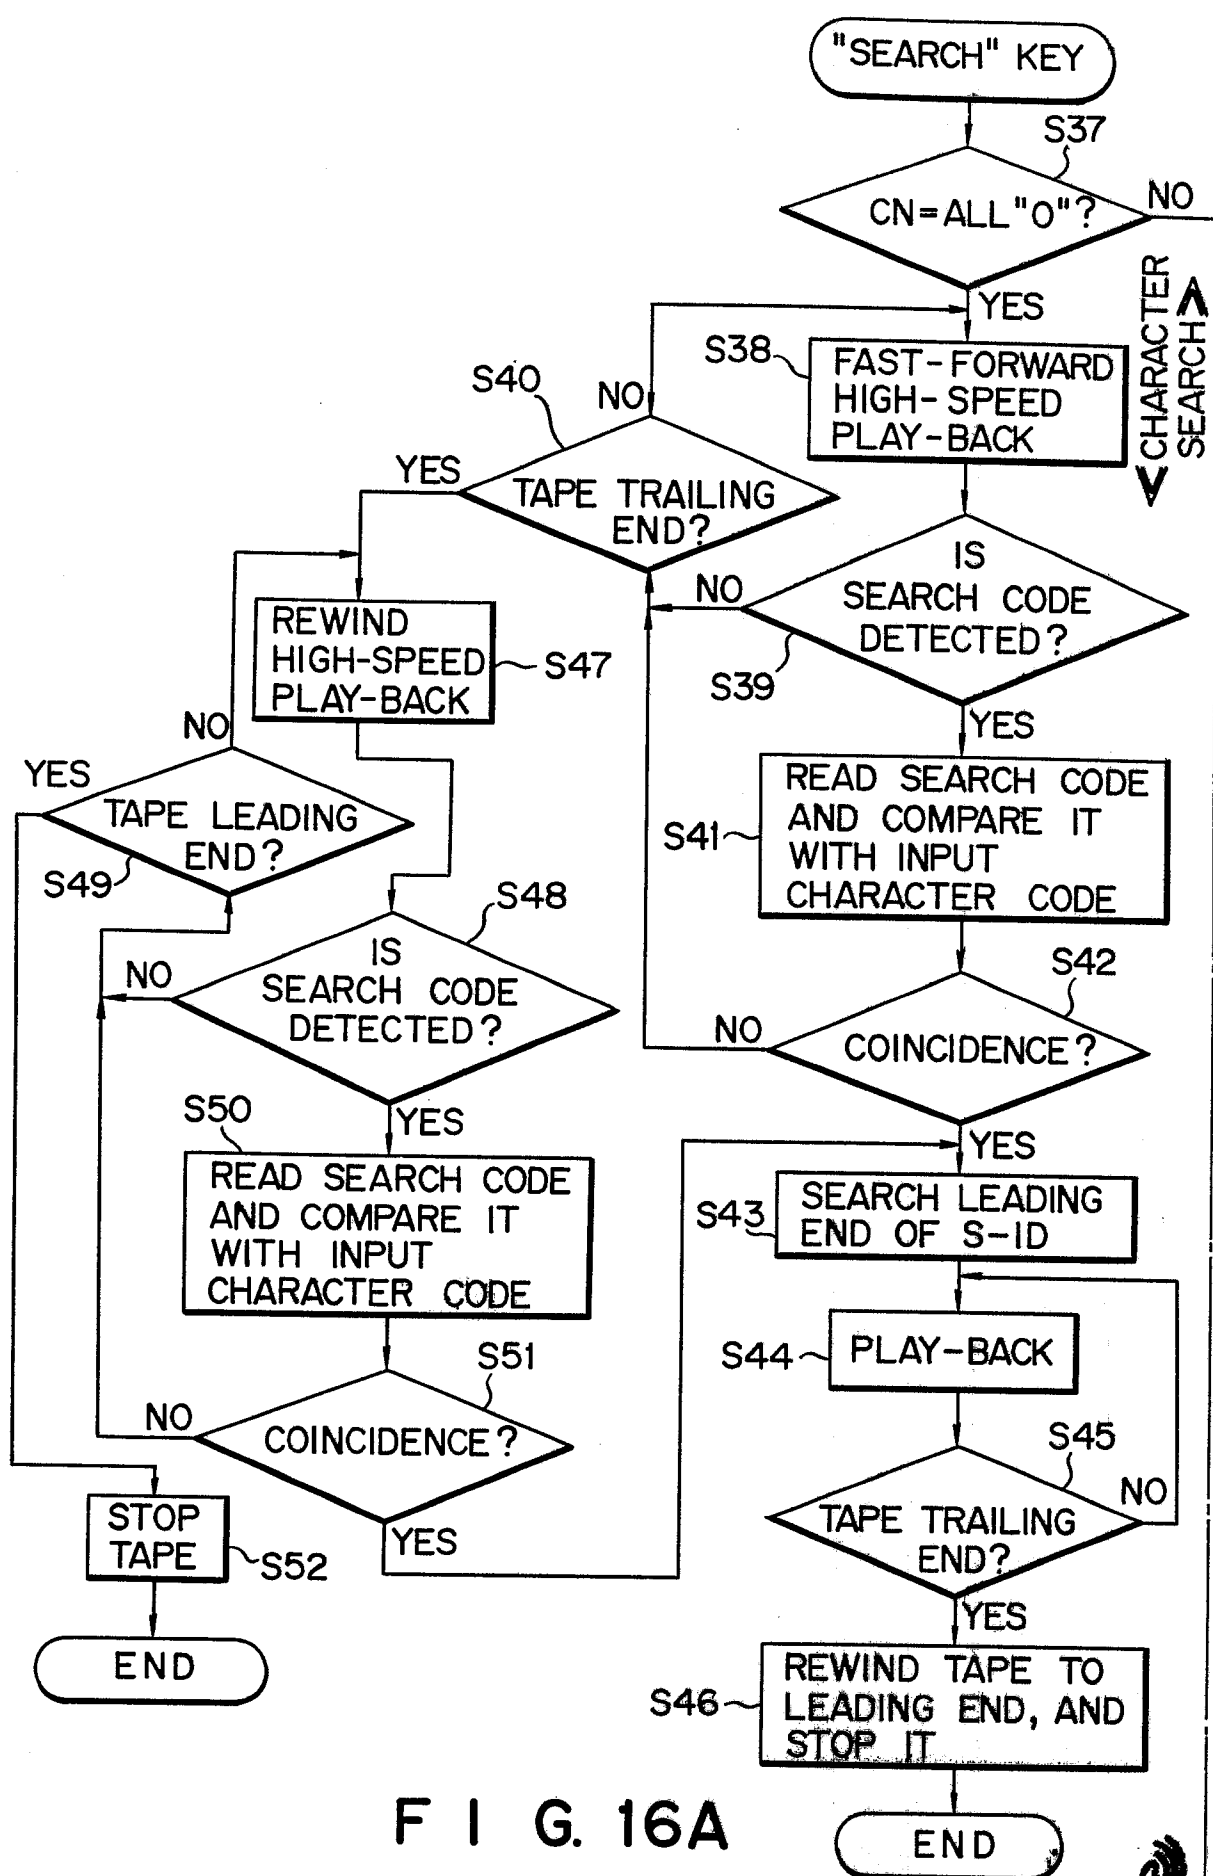 "SEARCH" KEY
S37
CN=ALL "0"?
NO
YES
<CHARACTER
SEARCH>
S38
FAST-FORWARD
HIGH-SPEED
PLAY-BACK
S40
NO
YES
TAPE TRAILING
END?
IS
SEARCH CODE
DETECTED?
NO
S39
YES
REWIND
HIGH-SPEED
PLAY-BACK
S47
NO
YES
TAPE LEADING
END?
S49
READ SEARCH CODE
AND COMPARE IT
WITH INPUT
CHARACTER CODE
S41
S48
IS
SEARCH CODE
DETECTED?
NO
YES
S42
COINCIDENCE?
NO
YES
S50
READ SEARCH CODE
AND COMPARE IT
WITH INPUT
CHARACTER CODE
S43
SEARCH LEADING
END OF S-ID
S44
PLAY-BACK
S51
COINCIDENCE?
NO
YES
S45
TAPE TRAILING
END?
NO
YES
STOP
TAPE
S52
END
S46
REWIND TAPE TO
LEADING END, AND
STOP IT
END
FIG. 16A